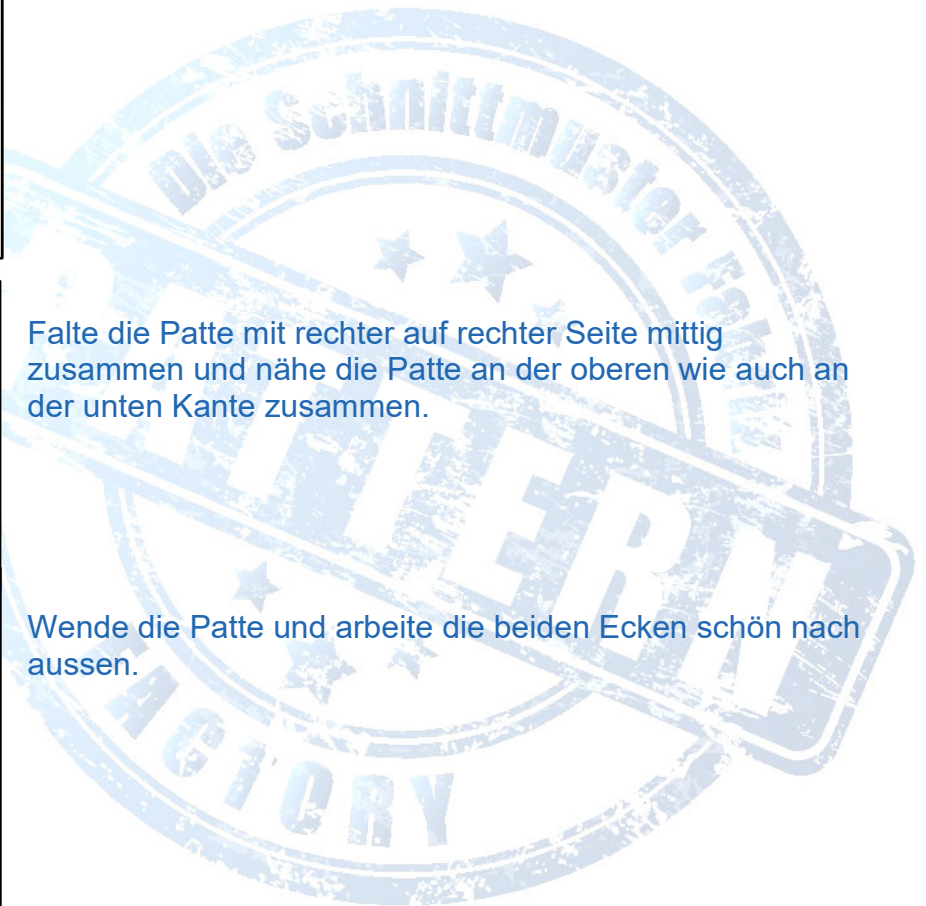 Die Schnittmuster Fabrik
Falte die Patte mit rechter auf rechter Seite mittig
zusammen und nähe die Patte an der oberen wie auch an
der unten Kante zusammen.
PATTERN
Wende die Patte und arbeite die beiden Ecken schön nach
aussen.
FACTORY